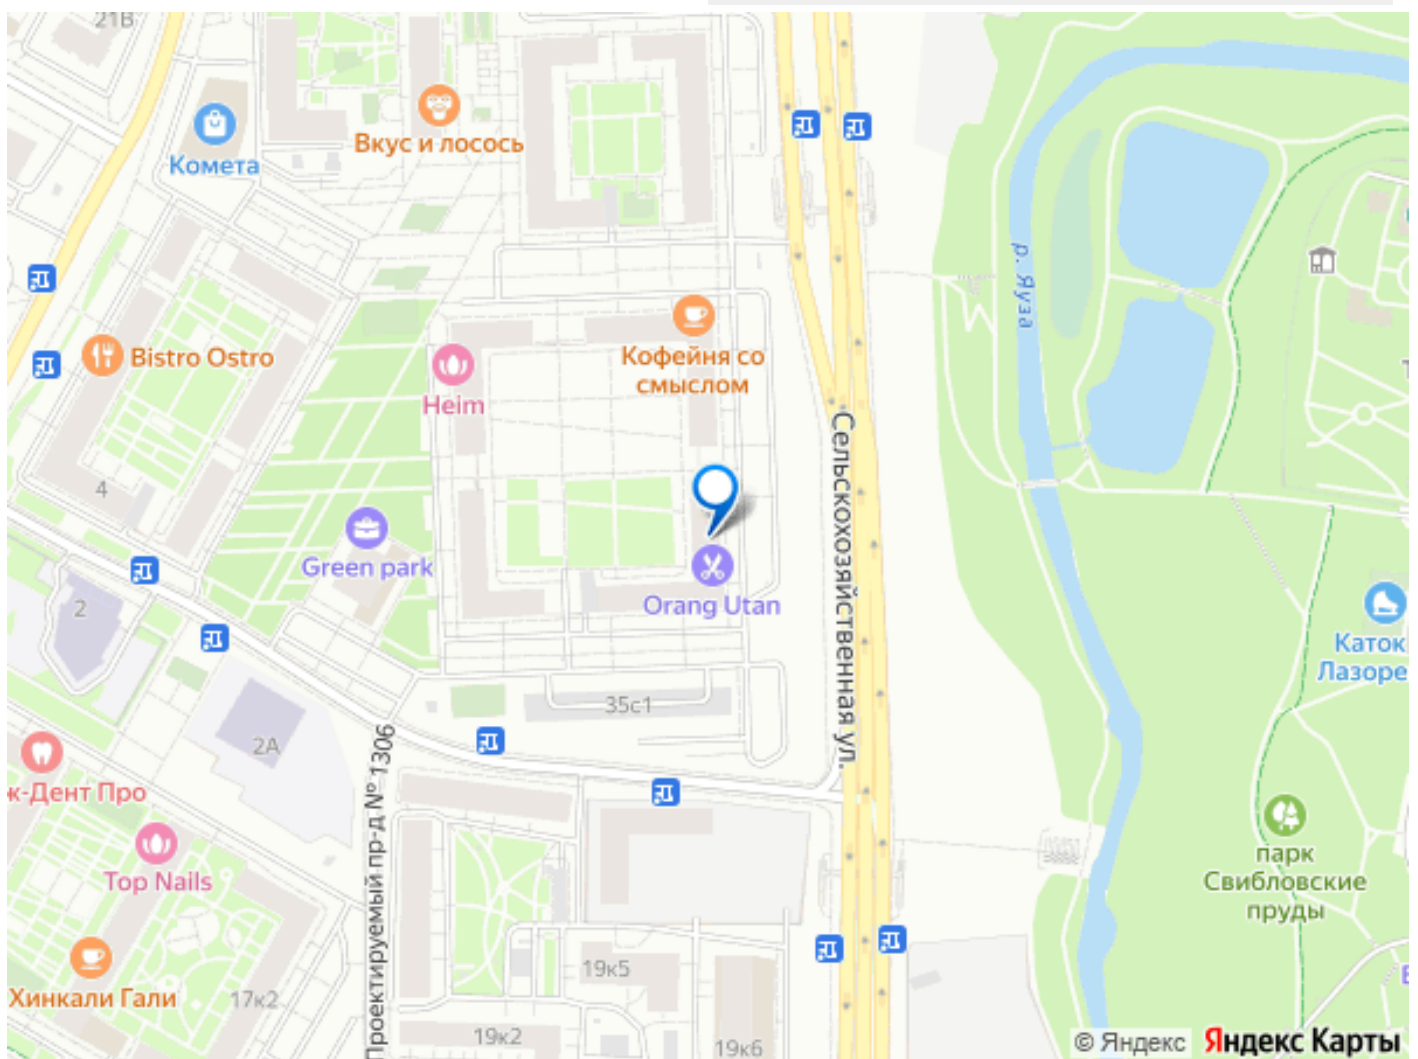 21В
Вкус и лосось
Комета
р. Яуза
Bistro Ostro
Кофейня со
смыслом
Heim
Сельскохозяйственная ул.
4
Green park
Orang Utan
2
Каток
Лазоре
35с1
2А
Проектируемый пр-д № 1306
ж-Дент Про
Top Nails
парк
Свибловские
пруды
Хинкали Гали
17к2
19к5
19к2
19к6
© Яндекс
Яндекс Карты